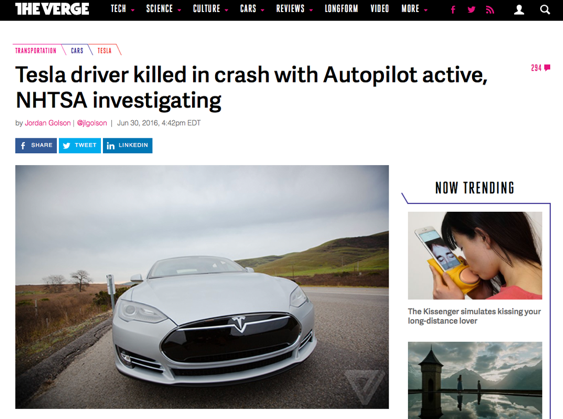 THE VERGE
TECH SCIENCE CULTURE CARS REVIEWS LONGFORM VIDEO MORE
TRANSPORTATION CARS TESLA
Tesla driver killed in crash with Autopilot active,
NHTSA investigating
294
by Jordan Golson | @jlgolson | Jun 30, 2016, 4:42pm EDT
SHARE TWEET LINKEDIN
NOW TRENDING
The Kissenger simulates kissing your
long-distance lover